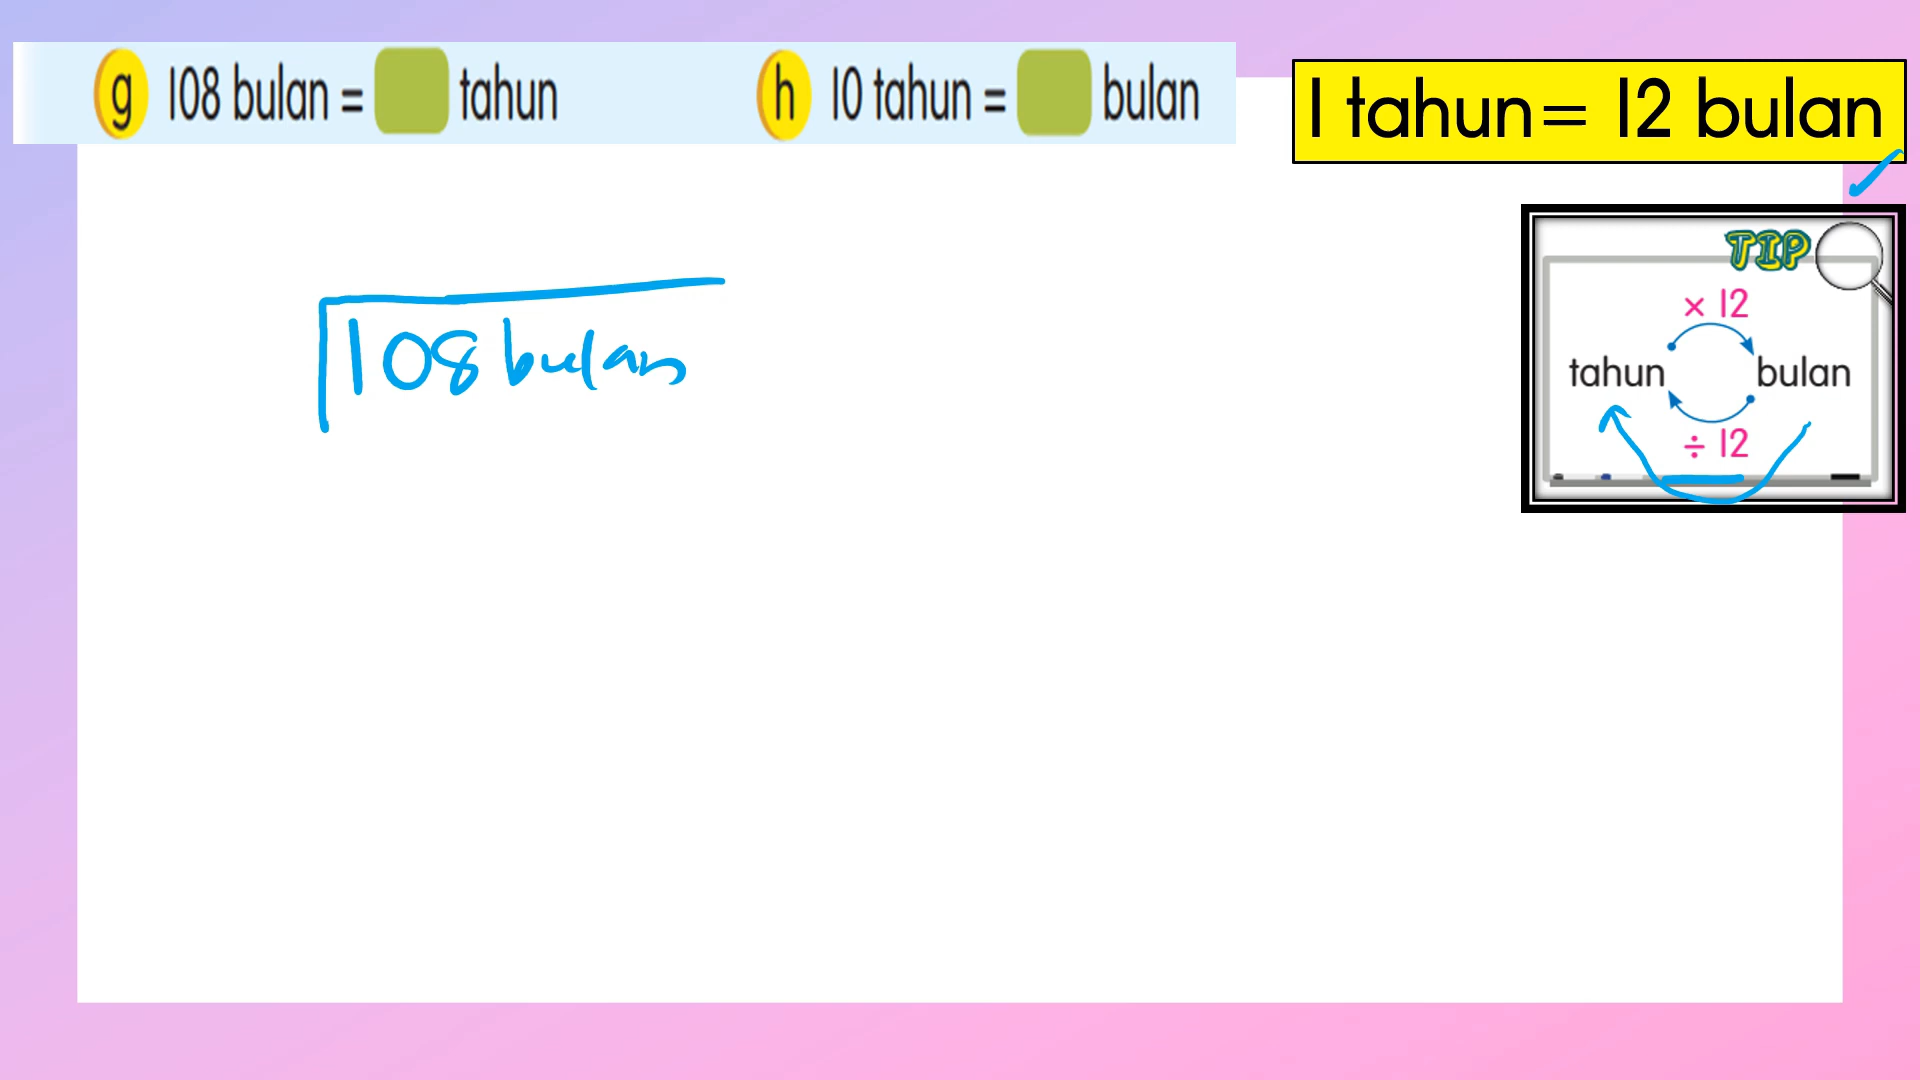 g 108 bulan = tahun
h 10 tahun = bulan
1 tahun= 12 bulan
TIP
× 12
tahun bulan
÷ 12
108 bulan